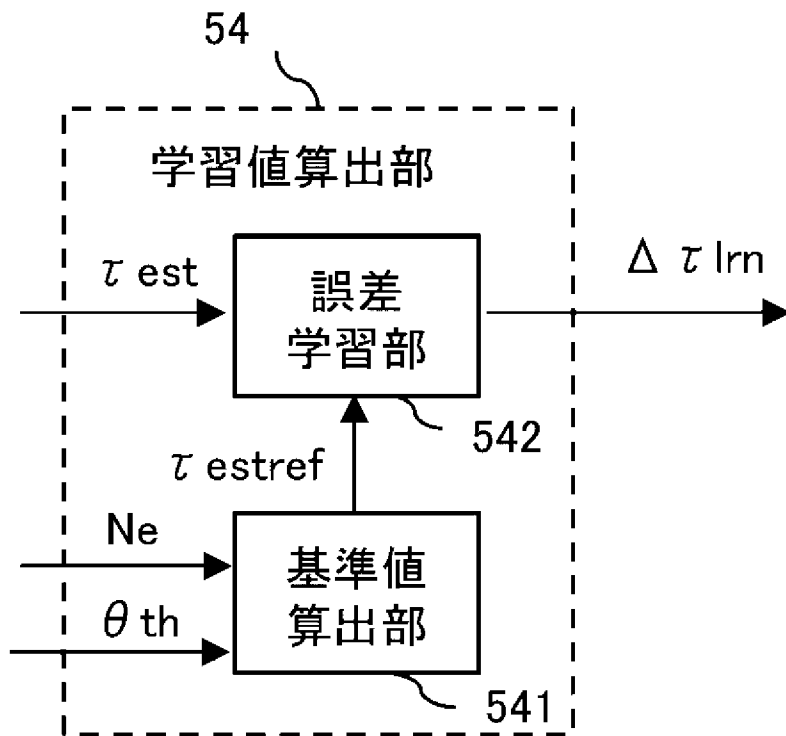 54
学習値算出部
τ est
誤差
学習部
Δ τ lrn
542
τ estref
Ne
θ th
基準値
算出部
541